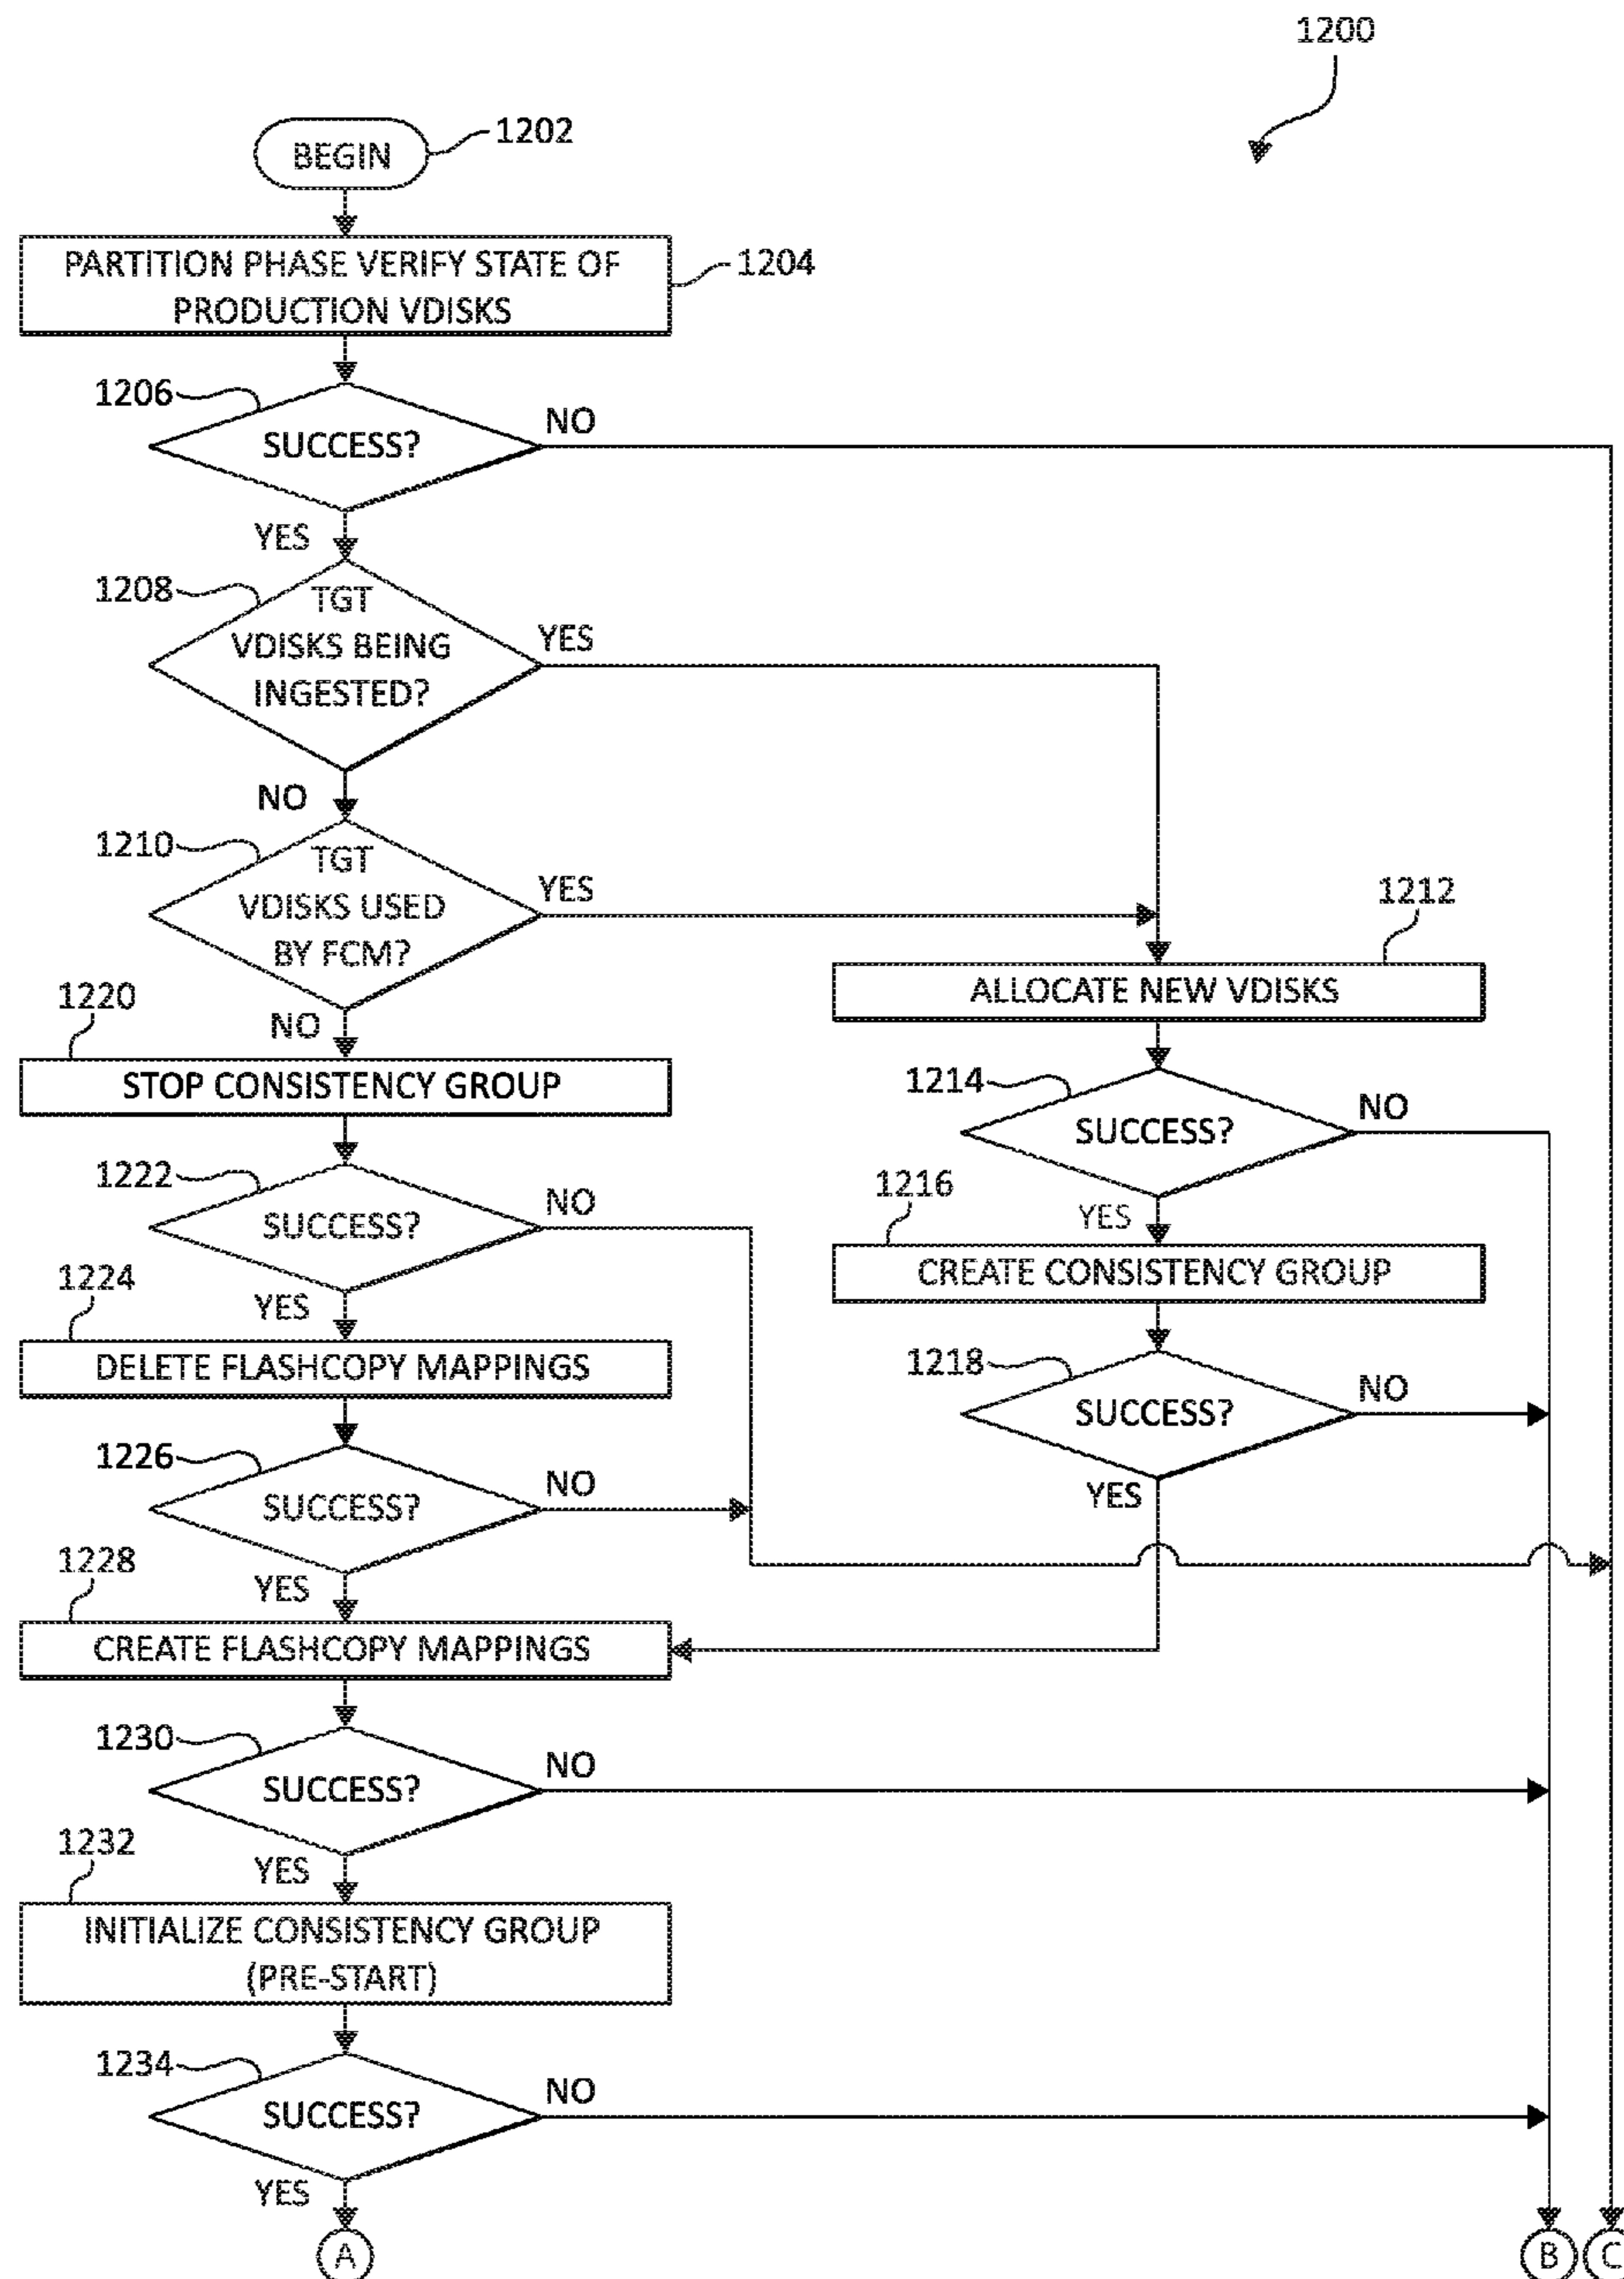 1200
BEGIN
1202
PARTITION PHASE VERIFY STATE OF
PRODUCTION VDISKS
1204
1206
SUCCESS?
NO
YES
1208
TGT
VDISKS BEING
INGESTED?
YES
NO
1210
TGT
VDISKS USED
BY FCM?
YES
NO
1212
ALLOCATE NEW VDISKS
1214
SUCCESS?
NO
YES
1216
CREATE CONSISTENCY GROUP
1218
SUCCESS?
NO
YES
1220
STOP CONSISTENCY GROUP
1222
SUCCESS?
NO
YES
1224
DELETE FLASHCOPY MAPPINGS
1226
SUCCESS?
NO
YES
1228
CREATE FLASHCOPY MAPPINGS
1230
SUCCESS?
NO
YES
1232
INITIALIZE CONSISTENCY GROUP
(PRE-START)
1234
SUCCESS?
NO
YES
A
B
C